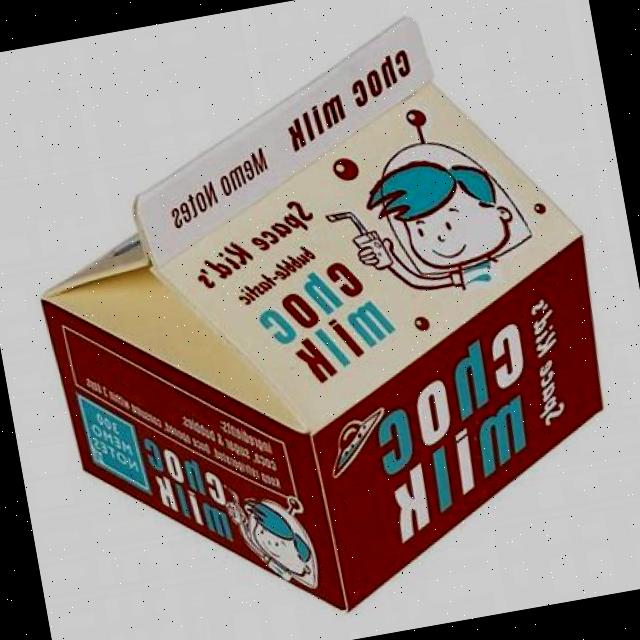 choc milk
Memo Notes
Space Kid's
bubble-tastic
choc
milk
Space Kid's
choc
milk
Ingredients:
choc
milk
300
MEMO
NOTES!